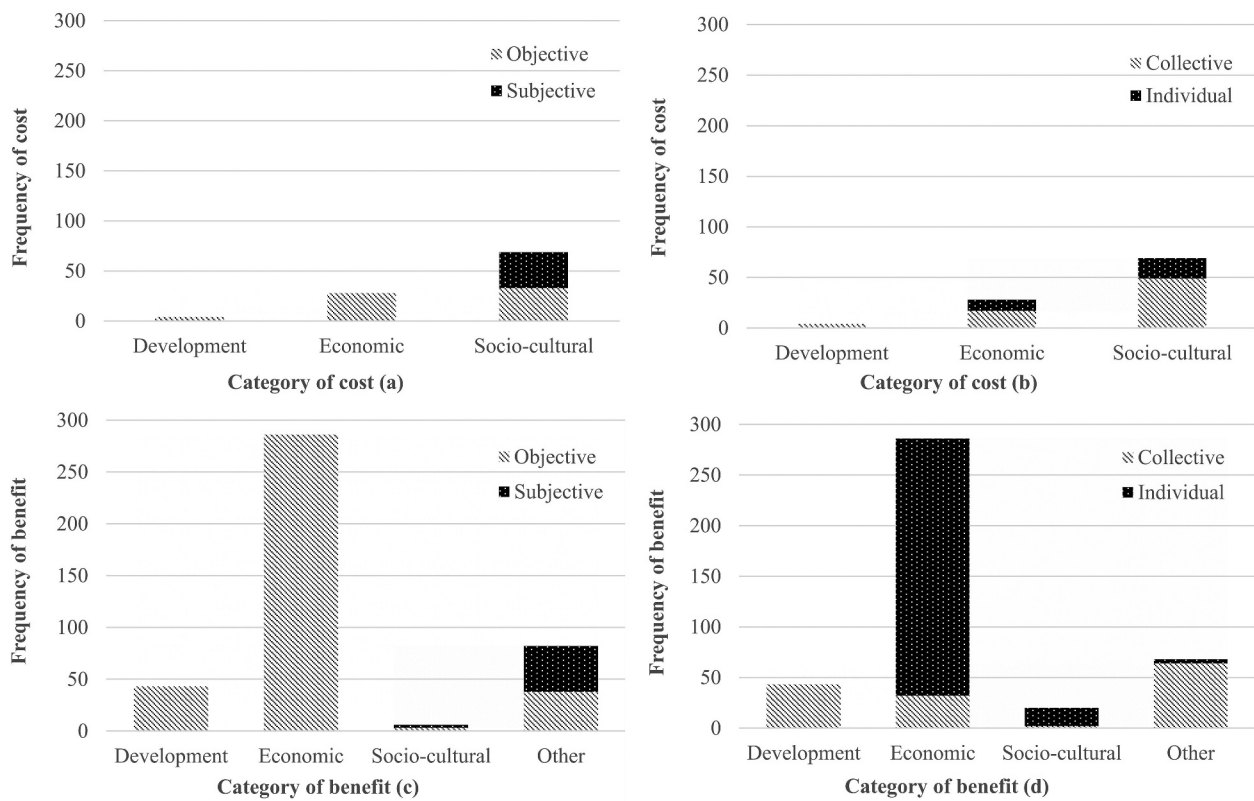 300
250
200
150
100
50
0
Frequency of cost
Objective
Subjective
Development Economic Socio-cultural
Category of cost (a)
300
250
200
150
100
50
0
Frequency of cost
Collective
Individual
Development Economic Socio-cultural
Category of cost (b)
300
250
200
150
100
50
0
Frequency of benefit
Objective
Subjective
Development Economic Socio-cultural Other
Category of benefit (c)
300
250
200
150
100
50
0
Frequency of benefit
Collective
Individual
Development Economic Socio-cultural Other
Category of benefit (d)